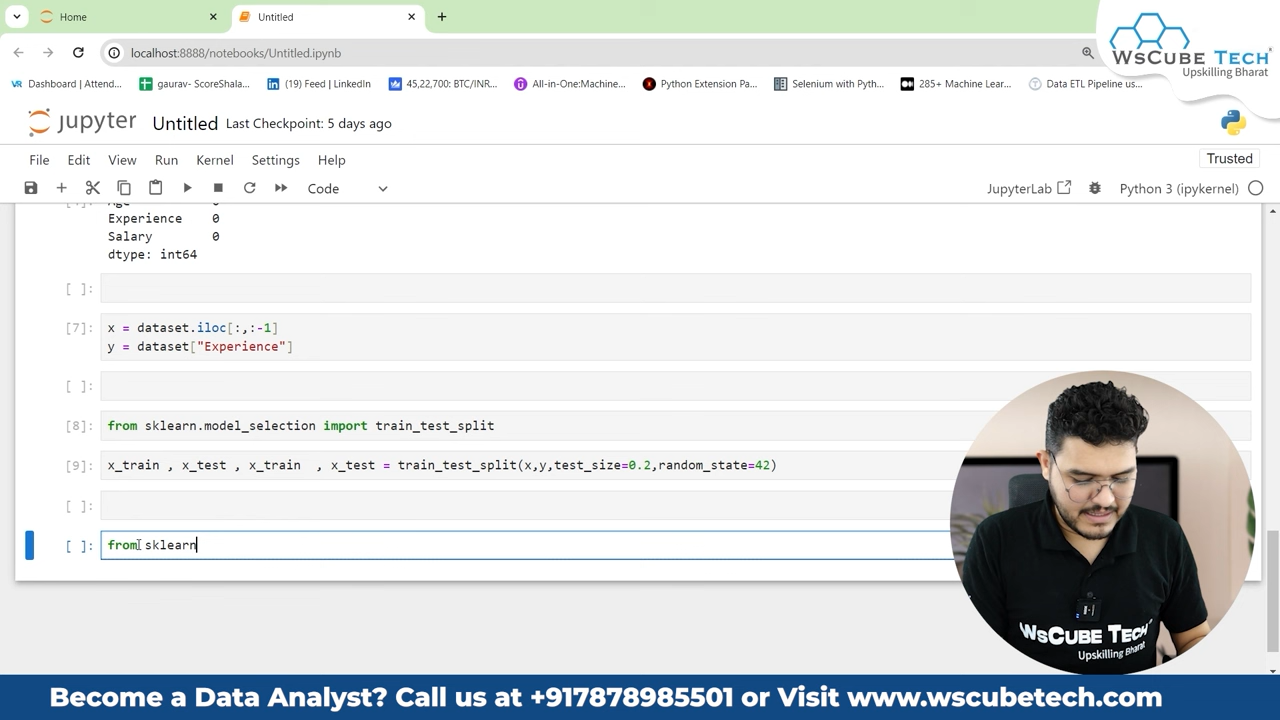 Home
Untitled
localhost:8888/notebooks/Untitled.ipynb
WsCUBE TECH
Upskilling Bharat
Dashboard | Attend...
gaurav- ScoreShala...
(19) Feed | LinkedIn
45,22,700: BTC/INR...
All-in-One:Machine...
Python Extension Pa...
Selenium with Pyth...
285+ Machine Lear...
Data ETL Pipeline us...
jupyter Untitled Last Checkpoint: 5 days ago
File Edit View Run Kernel Settings Help
Trusted
Code
JupyterLab
Python 3 (ipykernel)
Experience 0
Salary 0
dtype: int64
[ ]:
[7]: x = dataset.iloc[:,:-1]
y = dataset["Experience"]
[ ]:
[8]: from sklearn.model_selection import train_test_split
[9]: x_train , x_test , x_train , x_test = train_test_split(x,y,test_size=0.2,random_state=42)
[ ]:
[ ]: from sklearn
WsCUBE TECH
Upskilling Bharat
Become a Data Analyst? Call us at +917878985501 or Visit www.wscubetech.com